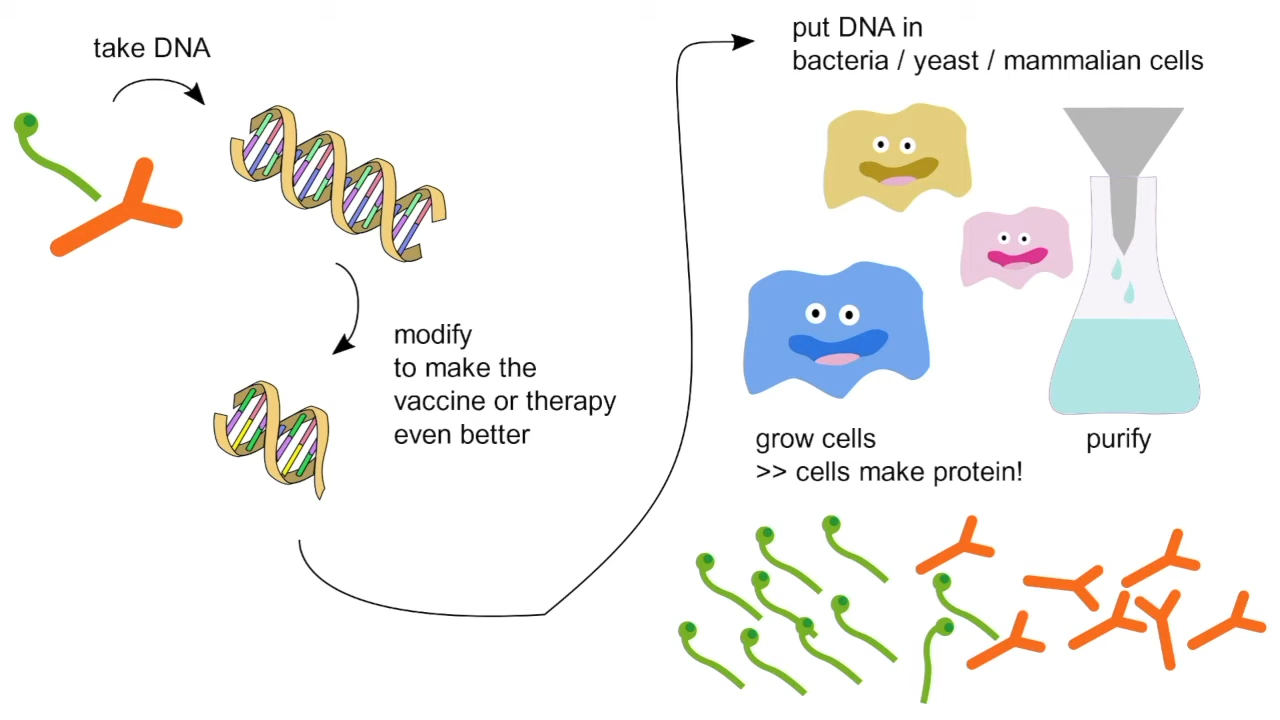 take DNA
modify
to make the
vaccine or therapy
even better
put DNA in
bacteria / yeast / mammalian cells
grow cells
>> cells make protein!
purify